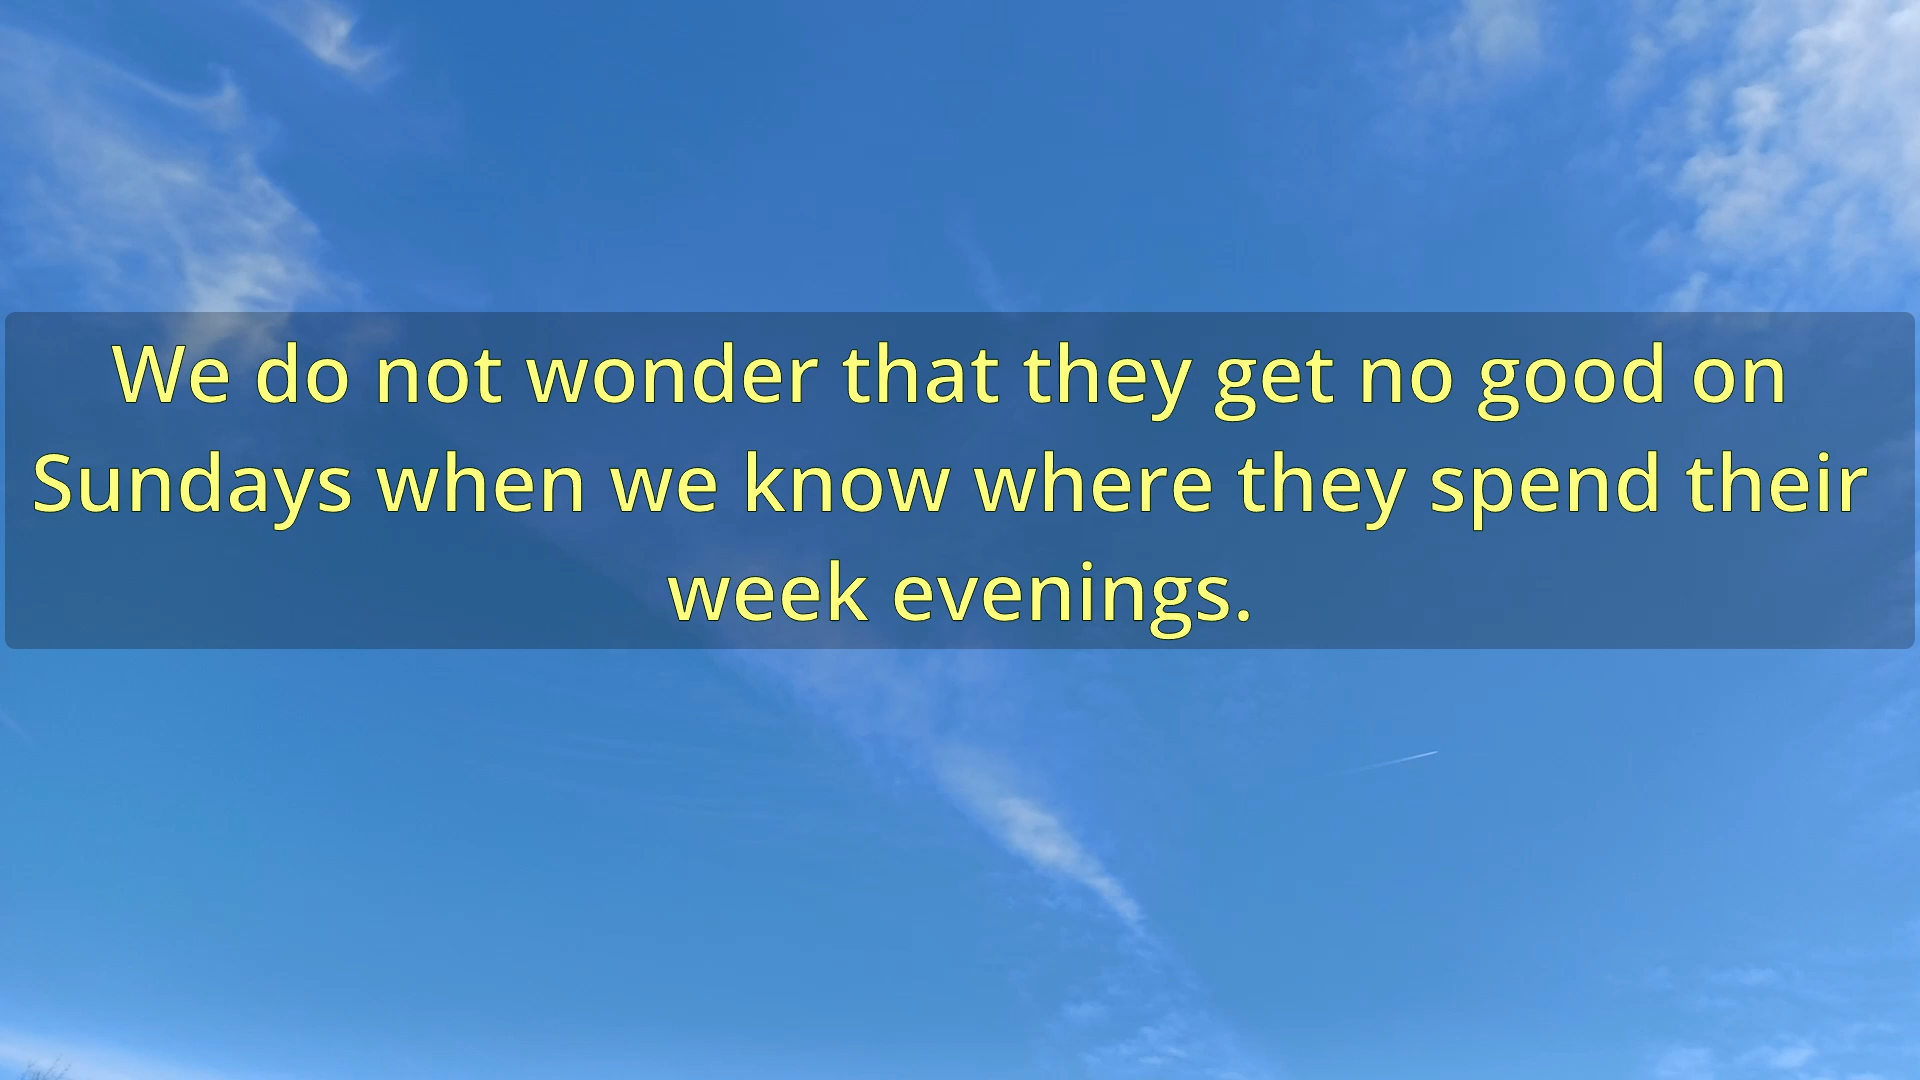 We do not wonder that they get no good on
Sundays when we know where they spend their
week evenings.